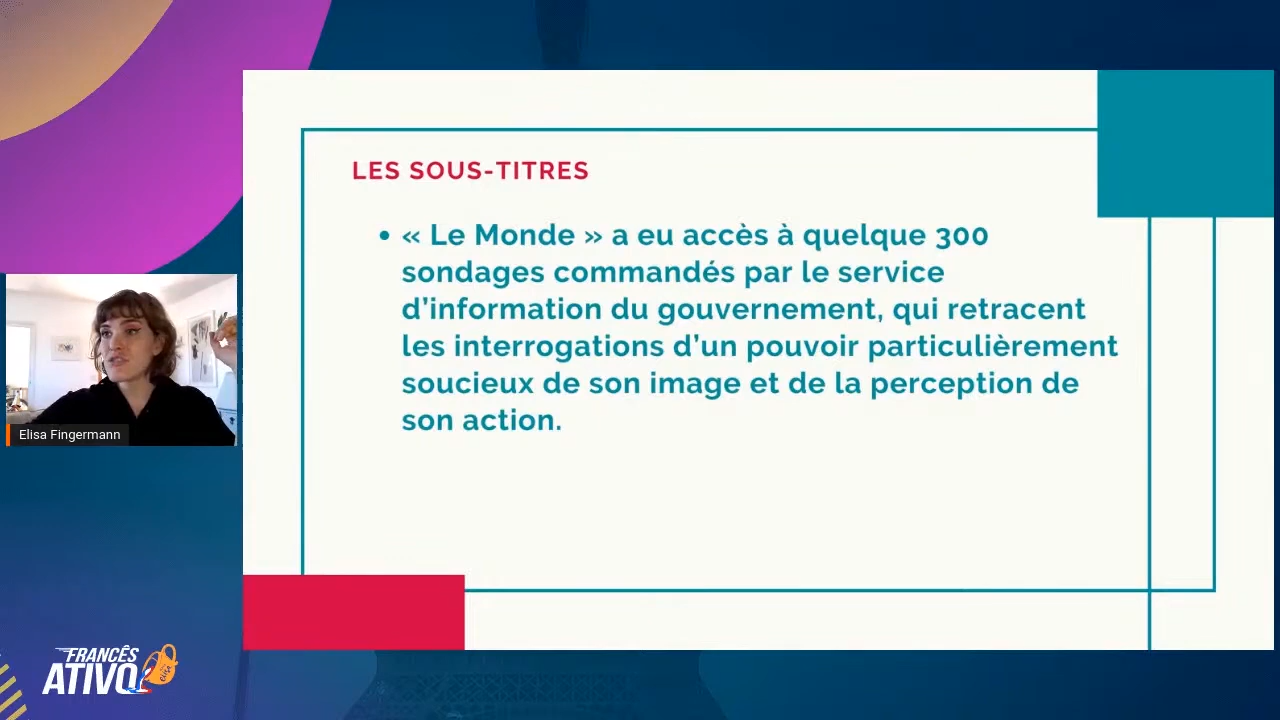 LES SOUS-TITRES
• « Le Monde » a eu accès à quelque 300
sondages commandés par le service
d’information du gouvernement, qui retracent
les interrogations d’un pouvoir particulièrement
soucieux de son image et de la perception de
son action.
Elisa Fingermann
FRANCÊS
ATIVO